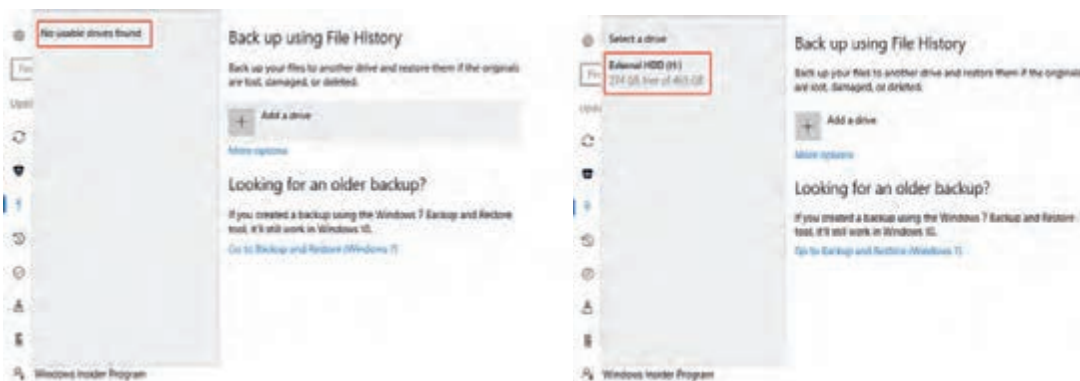 No usable drives found
Back up using File History
Back up your files to another drive and restore them if the originals
are lost, damaged, or deleted.
Add a drive
More options
Looking for an older backup?
If you created a backup using the Windows 7 Backup and Restore
tool, it'll still work in Windows 10.
Go to Backup and Restore (Windows 7)
Windows Insider Program
Select a drive
External HDD (H:)
GB free of 465 GB
Back up using File History
Back up your files to another drive and restore them if the originals
are lost, damaged, or deleted.
Add a drive
More options
Looking for an older backup?
If you created a backup using the Windows 7 Backup and Restore
tool, it'll still work in Windows 10.
Go to Backup and Restore (Windows 7)
Windows Insider Program